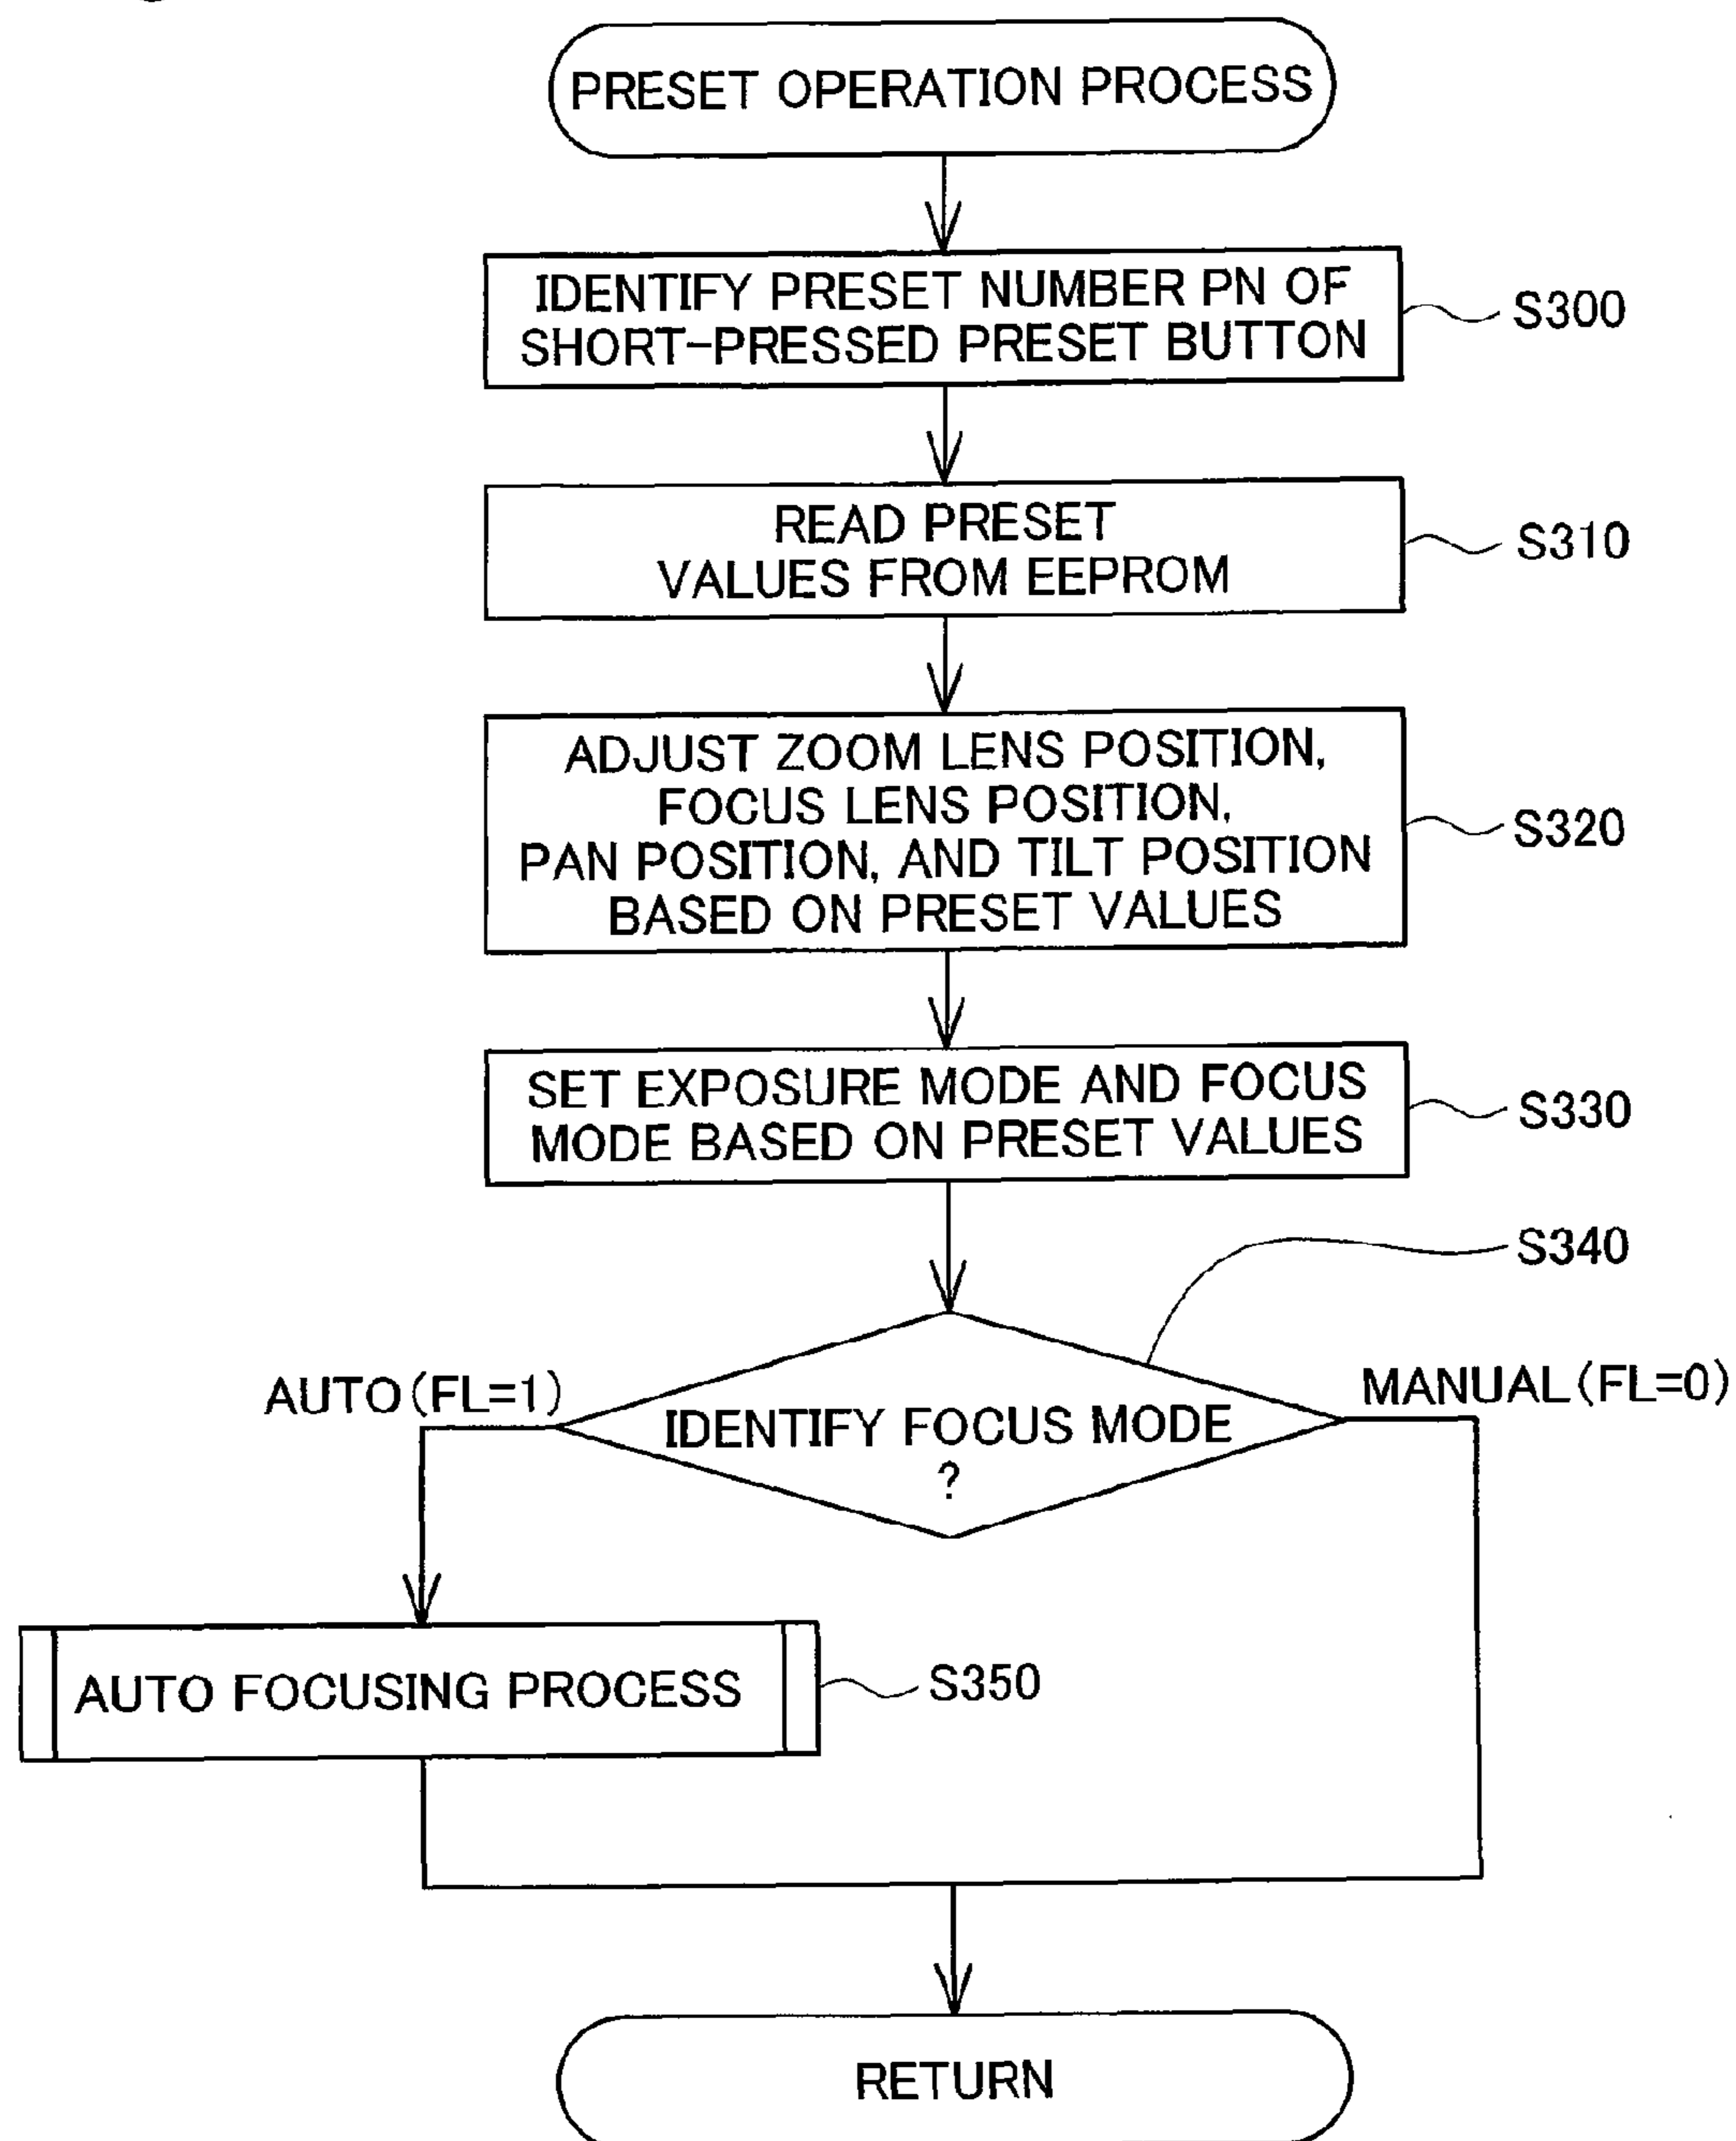 PRESET OPERATION PROCESS
IDENTIFY PRESET NUMBER PN OF
SHORT-PRESSED PRESET BUTTON
S300
READ PRESET
VALUES FROM EEPROM
S310
ADJUST ZOOM LENS POSITION,
FOCUS LENS POSITION,
PAN POSITION, AND TILT POSITION
BASED ON PRESET VALUES
S320
SET EXPOSURE MODE AND FOCUS
MODE BASED ON PRESET VALUES
S330
S340
AUTO(FL=1)
MANUAL(FL=0)
IDENTIFY FOCUS MODE
?
AUTO FOCUSING PROCESS
S350
RETURN